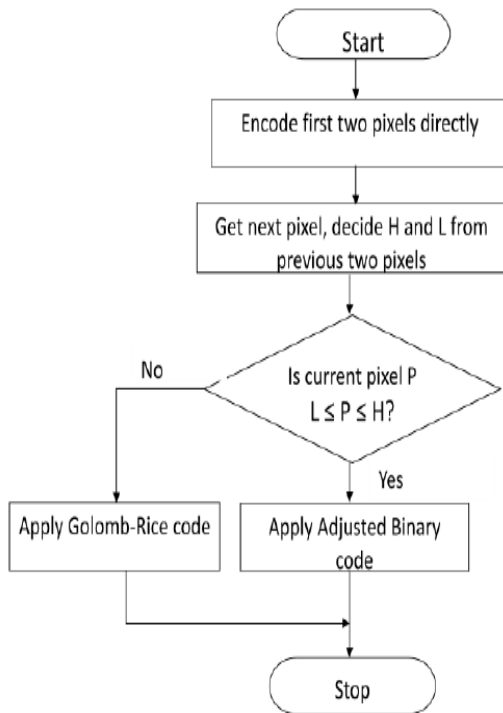 Start
Encode first two pixels directly
Get next pixel, decide H and L from
previous two pixels
Is current pixel P
L ≤ P ≤ H?
No
Yes
Apply Golomb-Rice code
Apply Adjusted Binary
code
Stop